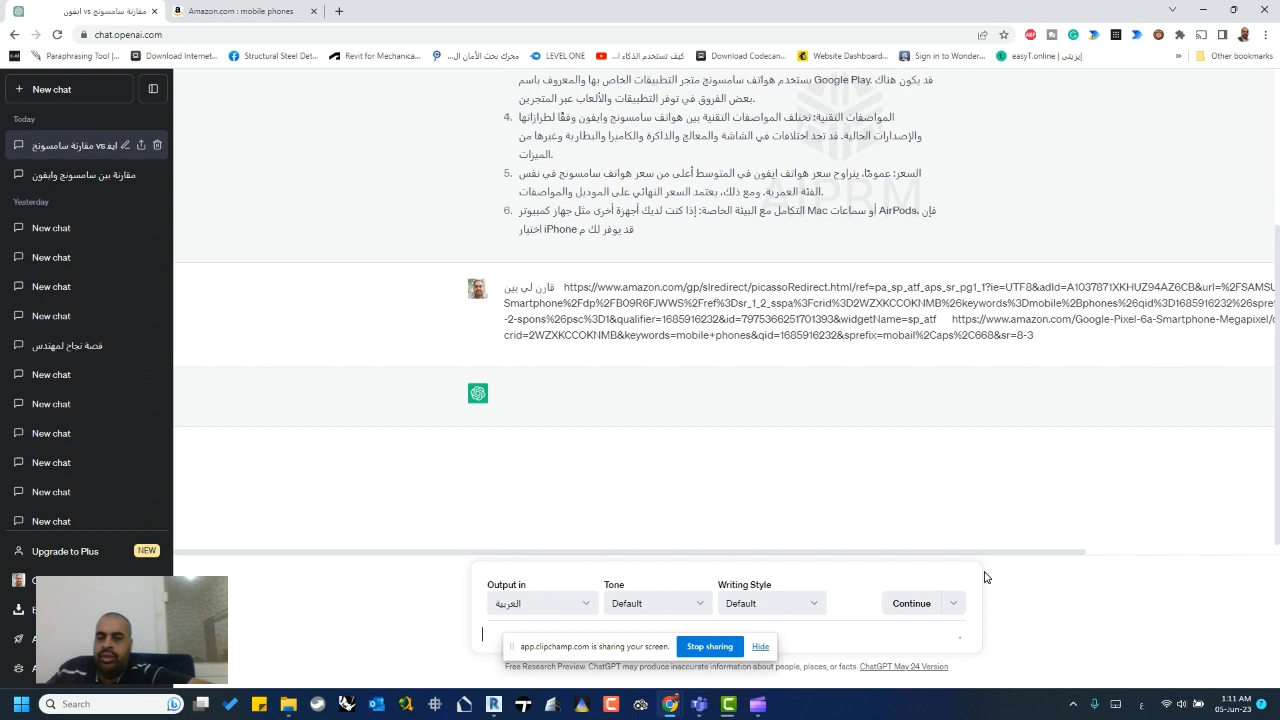 مقارنة سامسونج vs ايفون
Amazon.com : mobile phones
chat.openai.com
Paraphrasing Tool |...
Download Internet...
Structural Steel Det...
Revit for Mechanica...
محرك بحث الأمان ال...
LEVEL ONE
كيف تستخدم الذكاء ا...
Download Codecan...
Website Dashboard...
Sign in to Wonder...
إيزيتي | easyT.online
Other bookmarks
New chat
Today
مقارنة سامسونج vs ايف
مقارنة بين سامسونج وايفون
Yesterday
New chat
New chat
New chat
New chat
قصة نجاح لمهندس
New chat
New chat
New chat
New chat
New chat
New chat
Upgrade to Plus NEW
قد يكون هناك Google Play. يستخدم هواتف سامسونج متجر التطبيقات الخاص بها والمعروف باسم
بعض الفروق في توفر التطبيقات والألعاب عبر المتجرين.
4. المواصفات التقنية: تختلف المواصفات التقنية بين هواتف سامسونج وايفون وفقًا لطرازاتها
والإصدارات الحالية. قد تجد اختلافات في الشاشة والمعالج والذاكرة والكاميرا والبطارية وغيرها من
الميزات.
5. السعر: عمومًا، يتراوح سعر هواتف ايفون في المتوسط أعلى من سعر هواتف سامسونج في نفس
الفئة العمرية. ومع ذلك، يعتمد السعر النهائي على الموديل والمواصفات.
6. فإن AirPods، أو سماعات Mac التكامل مع البيئة الخاصة: إذا كنت لديك أجهزة أخرى مثل جهاز كمبيوتر
قد يوفر لك م iPhone اختيار
AIPRM
قارن لي بين https://www.amazon.com/gp/slredirect/picassoRedirect.html/ref=pa_sp_atf_aps_sr_pg1_1?ie=UTF8&adId=A1037871XKHUZ94AZ6CB&url=%2FSAMSU
Smartphone%2Fdp%2FB09R6FJWWS%2Fref%3Dsr_1_2_sspa%3Fcrid%3D2WZXKCCOKNMB%26keywords%3Dmobile%2Bphones%26qid%3D1685916232%26spref
-2-spons%26psc%3D1&qualifier=1685916232&id=7975366251701393&widgetName=sp_atf https://www.amazon.com/Google-Pixel-6a-Smartphone-Megapixel/
crid=2WZXKCCOKNMB&keywords=mobile+phones&qid=1685916232&sprefix=mobail%2Caps%2C668&sr=8-3
Output in
Tone
Writing Style
العربية
Default
Default
Continue
app.clipchamp.com is sharing your screen.
Stop sharing
Hide
Free Research Preview. ChatGPT may produce inaccurate information about people, places, or facts. ChatGPT May 24 Version
Search
1:11 AM
05-Jun-23